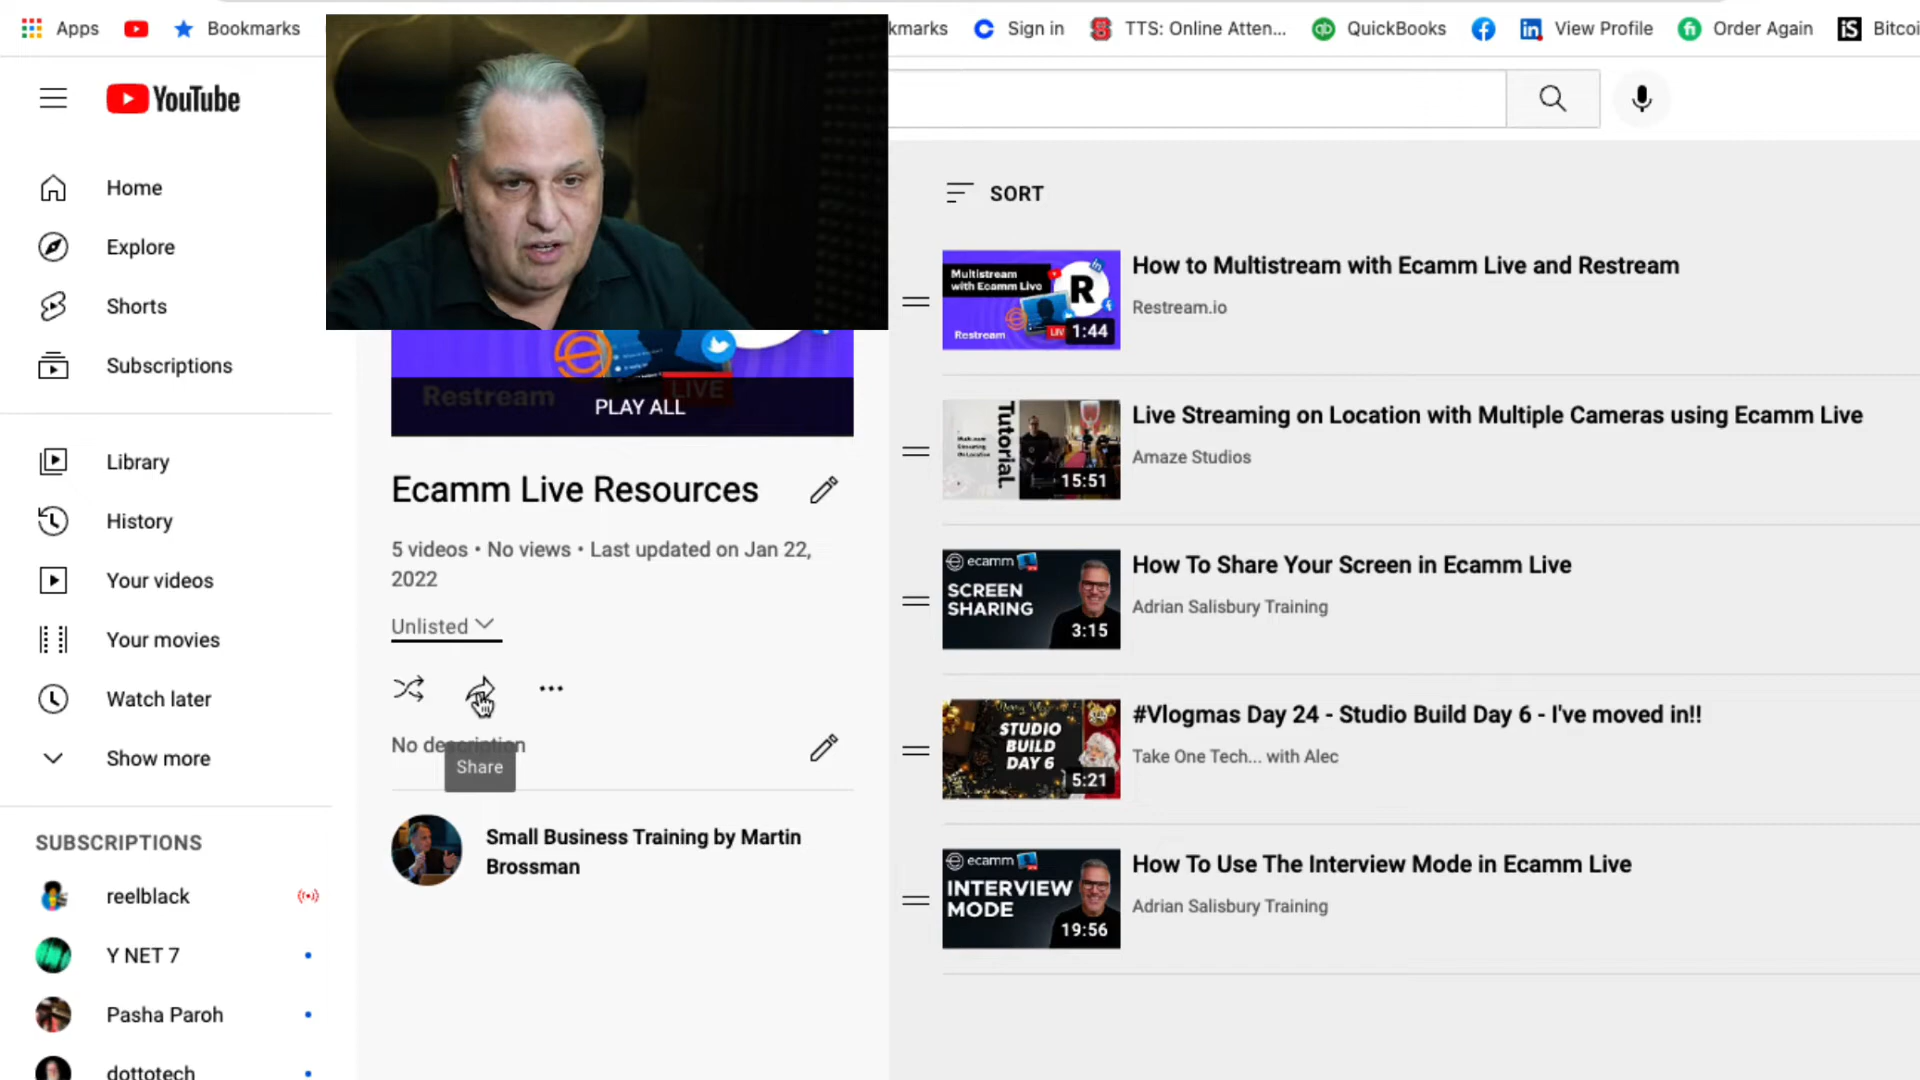 Apps
Bookmarks
kmarks
Sign in
TTS: Online Atten...
QuickBooks
View Profile
Order Again
Bitcoi
YouTube
Home
Explore
Shorts
Subscriptions
Library
History
Your videos
Your movies
Watch later
Show more
SUBSCRIPTIONS
reelblack
Y NET 7
Pasha Paroh
dottotech
Restream
LIVE
PLAY ALL
Ecamm Live Resources
5 videos • No views • Last updated on Jan 22,
2022
Unlisted
No description
Share
Small Business Training by Martin
Brossman
SORT
Multistream
with Ecamm Live
R
LIV
1:44
Restream
How to Multistream with Ecamm Live and Restream
Restream.io
Tutorial.
15:51
Live Streaming on Location with Multiple Cameras using Ecamm Live
Amaze Studios
ecamm
SCREEN
SHARING
3:15
How To Share Your Screen in Ecamm Live
Adrian Salisbury Training
STUDIO
BUILD
DAY 6
5:21
#Vlogmas Day 24 - Studio Build Day 6 - I've moved in!!
Take One Tech... with Alec
ecamm
INTERVIEW
MODE
19:56
How To Use The Interview Mode in Ecamm Live
Adrian Salisbury Training